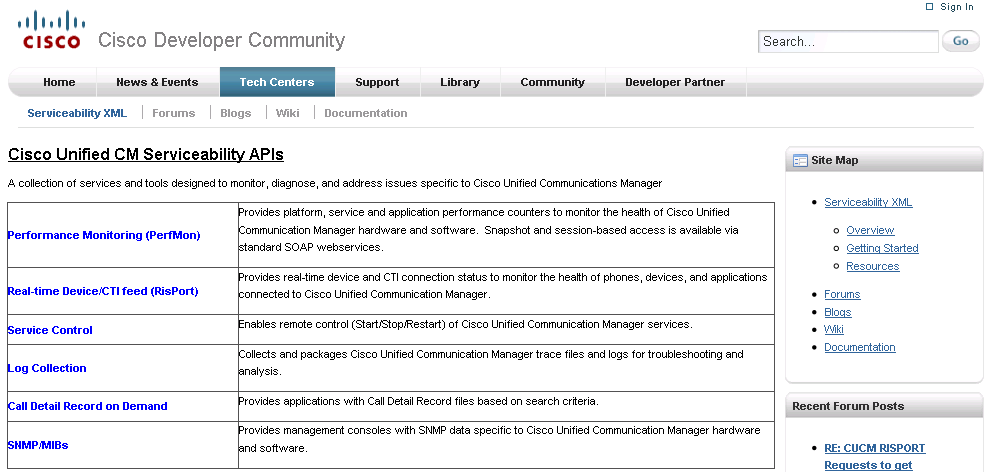 Sign In
CISCO
Cisco Developer Community
Search...
Go
Home
News & Events
Tech Centers
Support
Library
Community
Developer Partner
Serviceability XML
Forums
Blogs
Wiki
Documentation
Cisco Unified CM Serviceability APIs
A collection of services and tools designed to monitor, diagnose, and address issues specific to Cisco Unified Communications Manager
Performance Monitoring (PerfMon)
Provides platform, service and application performance counters to monitor the health of Cisco Unified
Communication Manager hardware and software. Snapshot and session-based access is available via
standard SOAP webservices.
Real-time Device/CTI feed (RisPort)
Provides real-time device and CTI connection status to monitor the health of phones, devices, and applications
connected to Cisco Unified Communication Manager.
Service Control
Enables remote control (Start/Stop/Restart) of Cisco Unified Communication Manager services.
Log Collection
Collects and packages Cisco Unified Communication Manager trace files and logs for troubleshooting and
analysis.
Call Detail Record on Demand
Provides applications with Call Detail Record files based on search criteria.
SNMP/MIBs
Provides management consoles with SNMP data specific to Cisco Unified Communication Manager hardware
and software.
Site Map
Serviceability XML
Overview
Getting Started
Resources
Forums
Blogs
Wiki
Documentation
Recent Forum Posts
RE: CUCM RISPORT
Requests to get